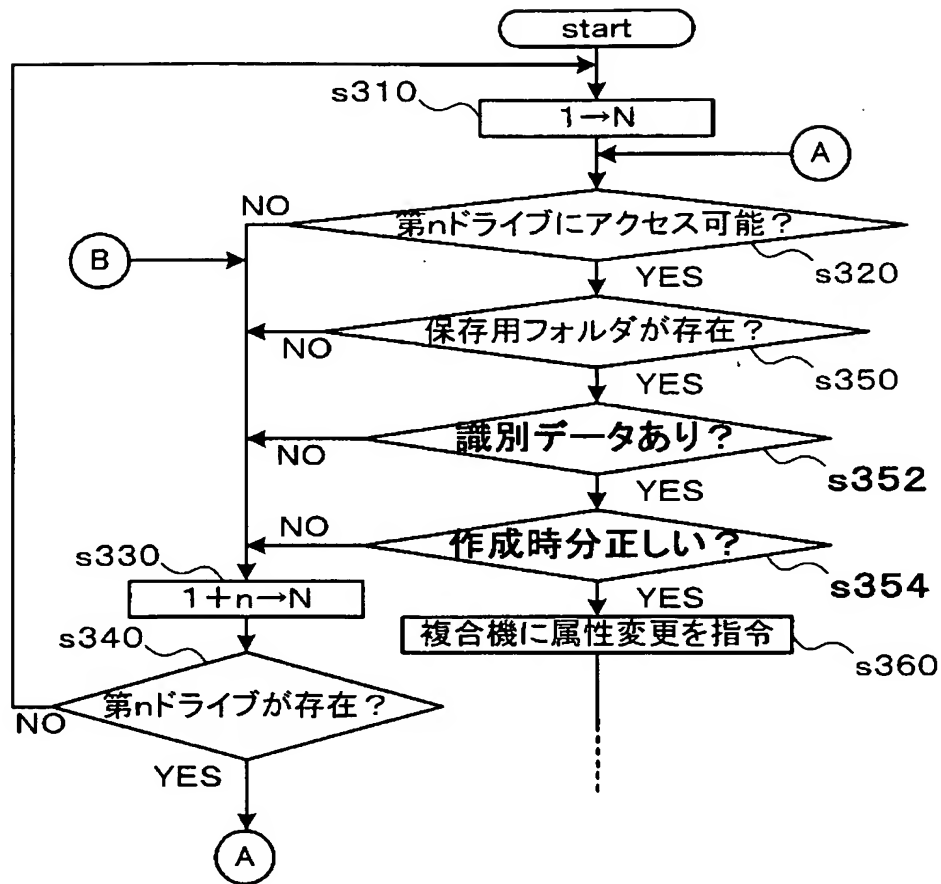 start
s310
1→N
A
NO
第nドライブにアクセス可能？
B
s320
YES
保存用フォルダが存在？
NO
s350
YES
識別データあり？
NO
s352
YES
NO
作成時分正しい？
s330
s354
1+n→N
YES
s340
複合機に属性変更を指令
s360
第nドライブが存在？
NO
YES
A